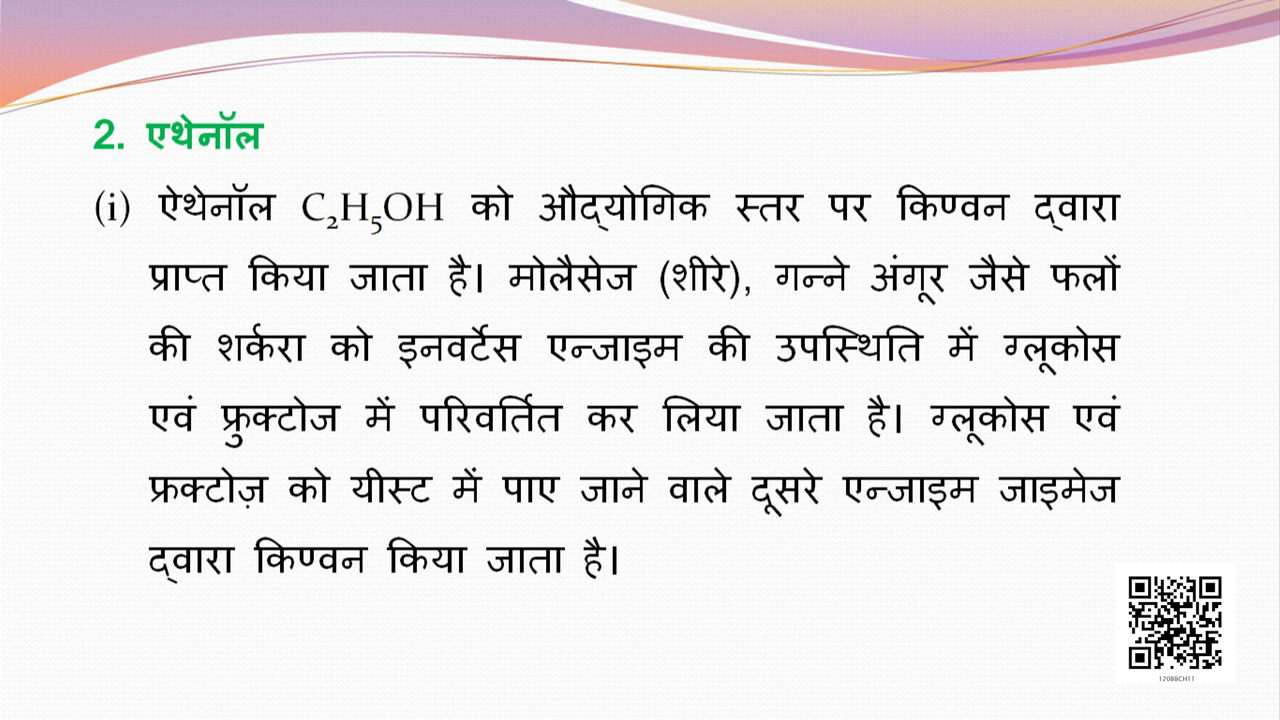 2. एथेनॉल
(i) ऐथेनॉल C₂H₅OH को औद्योगिक स्तर पर किण्वन द्वारा
प्राप्त किया जाता है। मोलैसेज (शीरे), गन्ने अंगूर जैसे फलों
की शर्करा को इनवर्टेस एन्जाइम की उपस्थिति में ग्लूकोस
एवं फ्रुक्टोज में परिवर्तित कर लिया जाता है। ग्लूकोस एवं
फ्रक्टोज़ को यीस्ट में पाए जाने वाले दूसरे एन्जाइम जाइमेज
द्वारा किण्वन किया जाता है।
12088CH11